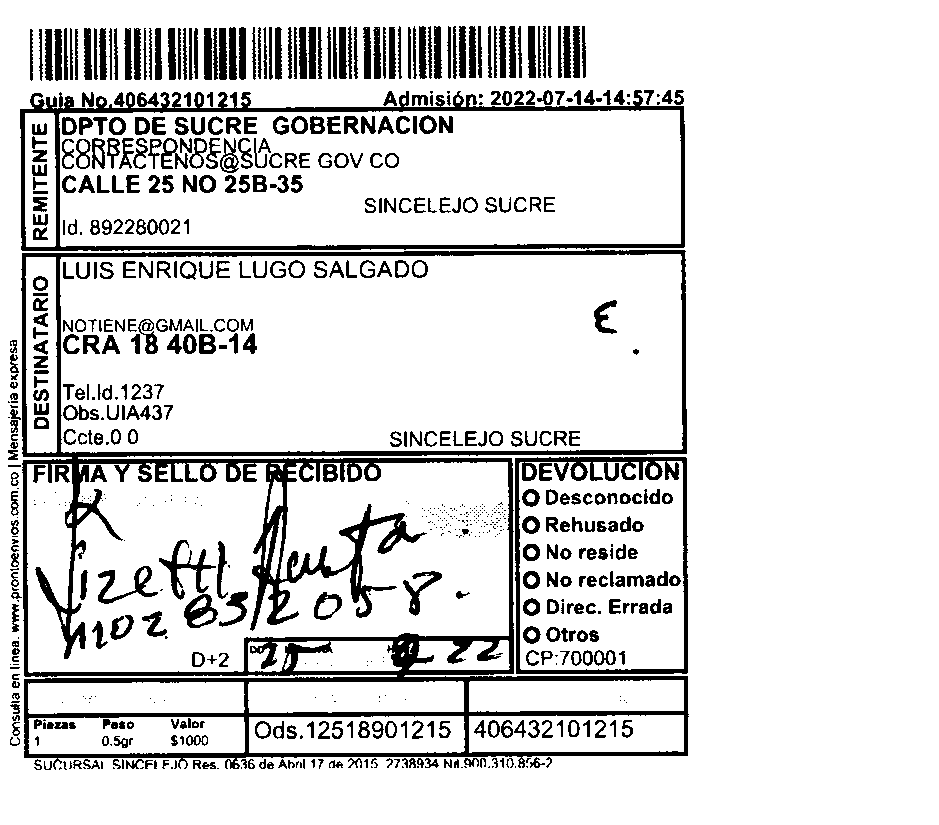 Guia No.406432101215 Admisión: 2022-07-14-14:57:45
REMITENTE
DPTO DE SUCRE GOBERNACION
CORRESPONDENCIA
CONTACTENOS@SUCRE GOV CO
CALLE 25 NO 25B-35
SINCELEJO SUCRE
Id. 892280021
DESTINATARIO
LUIS ENRIQUE LUGO SALGADO
NOTIENE@GMAIL.COM
CRA 18 40B-14
Tel.Id.1237
Obs.UIA437
Ccte.0 0 SINCELEJO SUCRE
Consulta en linea. www.prontoenvios.com.co | Mensajeria expresa
FIRMA Y SELLO DE RECIBIDO
Lizeth Acosta
11028572058.
D+2
22
DEVOLUCION
Desconocido
Rehusado
No reside
No reclamado
Direc. Errada
Otros
CP:700001
Piezas Peso Valor
1 0.5gr $1000
Ods.12518901215 406432101215
SUCURSAL SINCELEJO Res. 0636 de Abril 17 de 2015 2738934 Nit.900.310.856-2